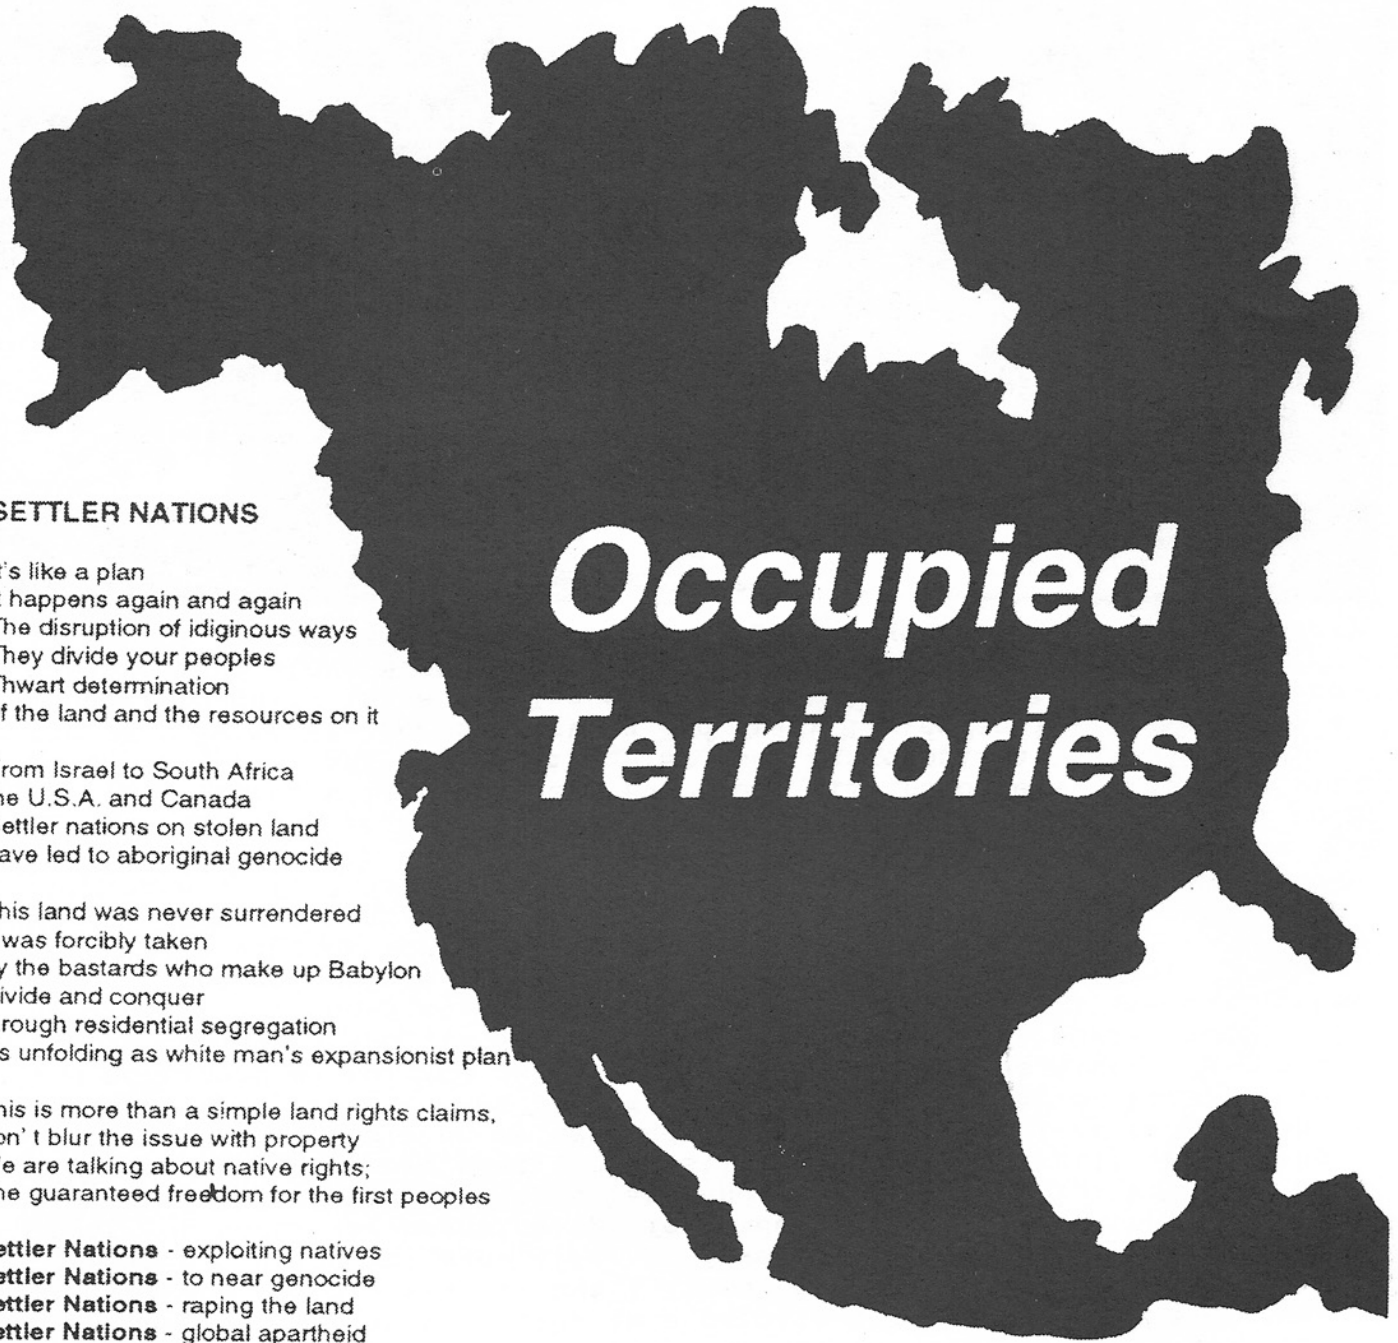 Occupied
Territories
SETTLER NATIONS
t's like a plan
t happens again and again
The disruption of idiginous ways
They divide your peoples
Thwart determination
f the land and the resources on it
rom Israel to South Africa
he U.S.A. and Canada
ettler nations on stolen land
ave led to aboriginal genocide
his land was never surrendered
was forcibly taken
y the bastards who make up Babylon
ivide and conquer
rough residential segregation
s unfolding as white man's expansionist plan
his is more than a simple land rights claims,
on' t blur the issue with property
e are talking about native rights;
he guaranteed freedom for the first peoples
ettler Nations - exploiting natives
ettler Nations - to near genocide
ettler Nations - raping the land
ettler Nations - global apartheid